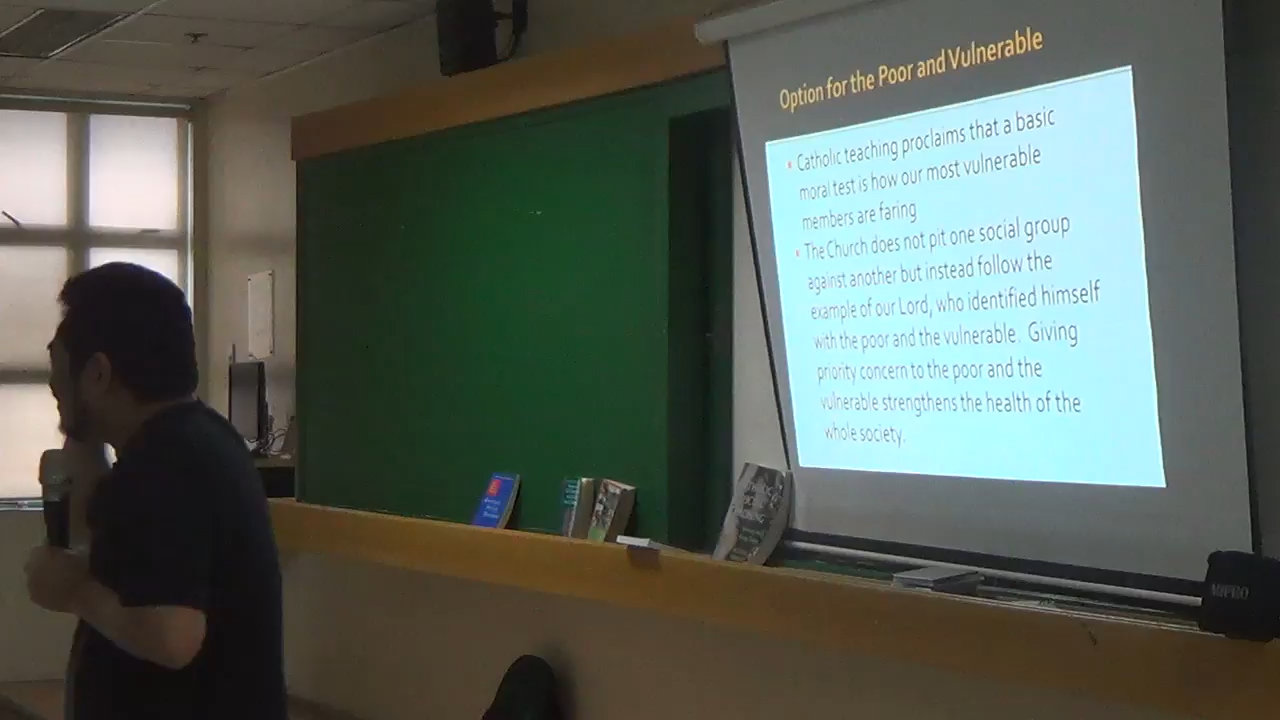 Option for the Poor and Vulnerable
• Catholic teaching proclaims that a basic
moral test is how our most vulnerable
members are faring
• The Church does not pit one social group
against another but instead follow the
example of our Lord, who identified himself
with the poor and the vulnerable. Giving
priority concern to the poor and the
vulnerable strengthens the health of the
whole society.
MIPRO